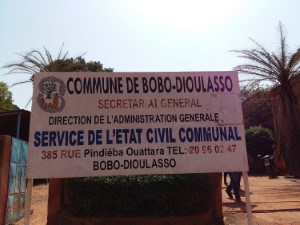 COMMUNE DE BOBO-DIOULASSO
SECRETARIAT GENERAL
DIRECTION DE L'ADMINISTRATION GENERALE
SERVICE DE L'ETAT CIVIL COMMUNAL
385 RUE Pindiéba Ouattara TEL: 20 95 02 47
BOBO-DIOULASSO